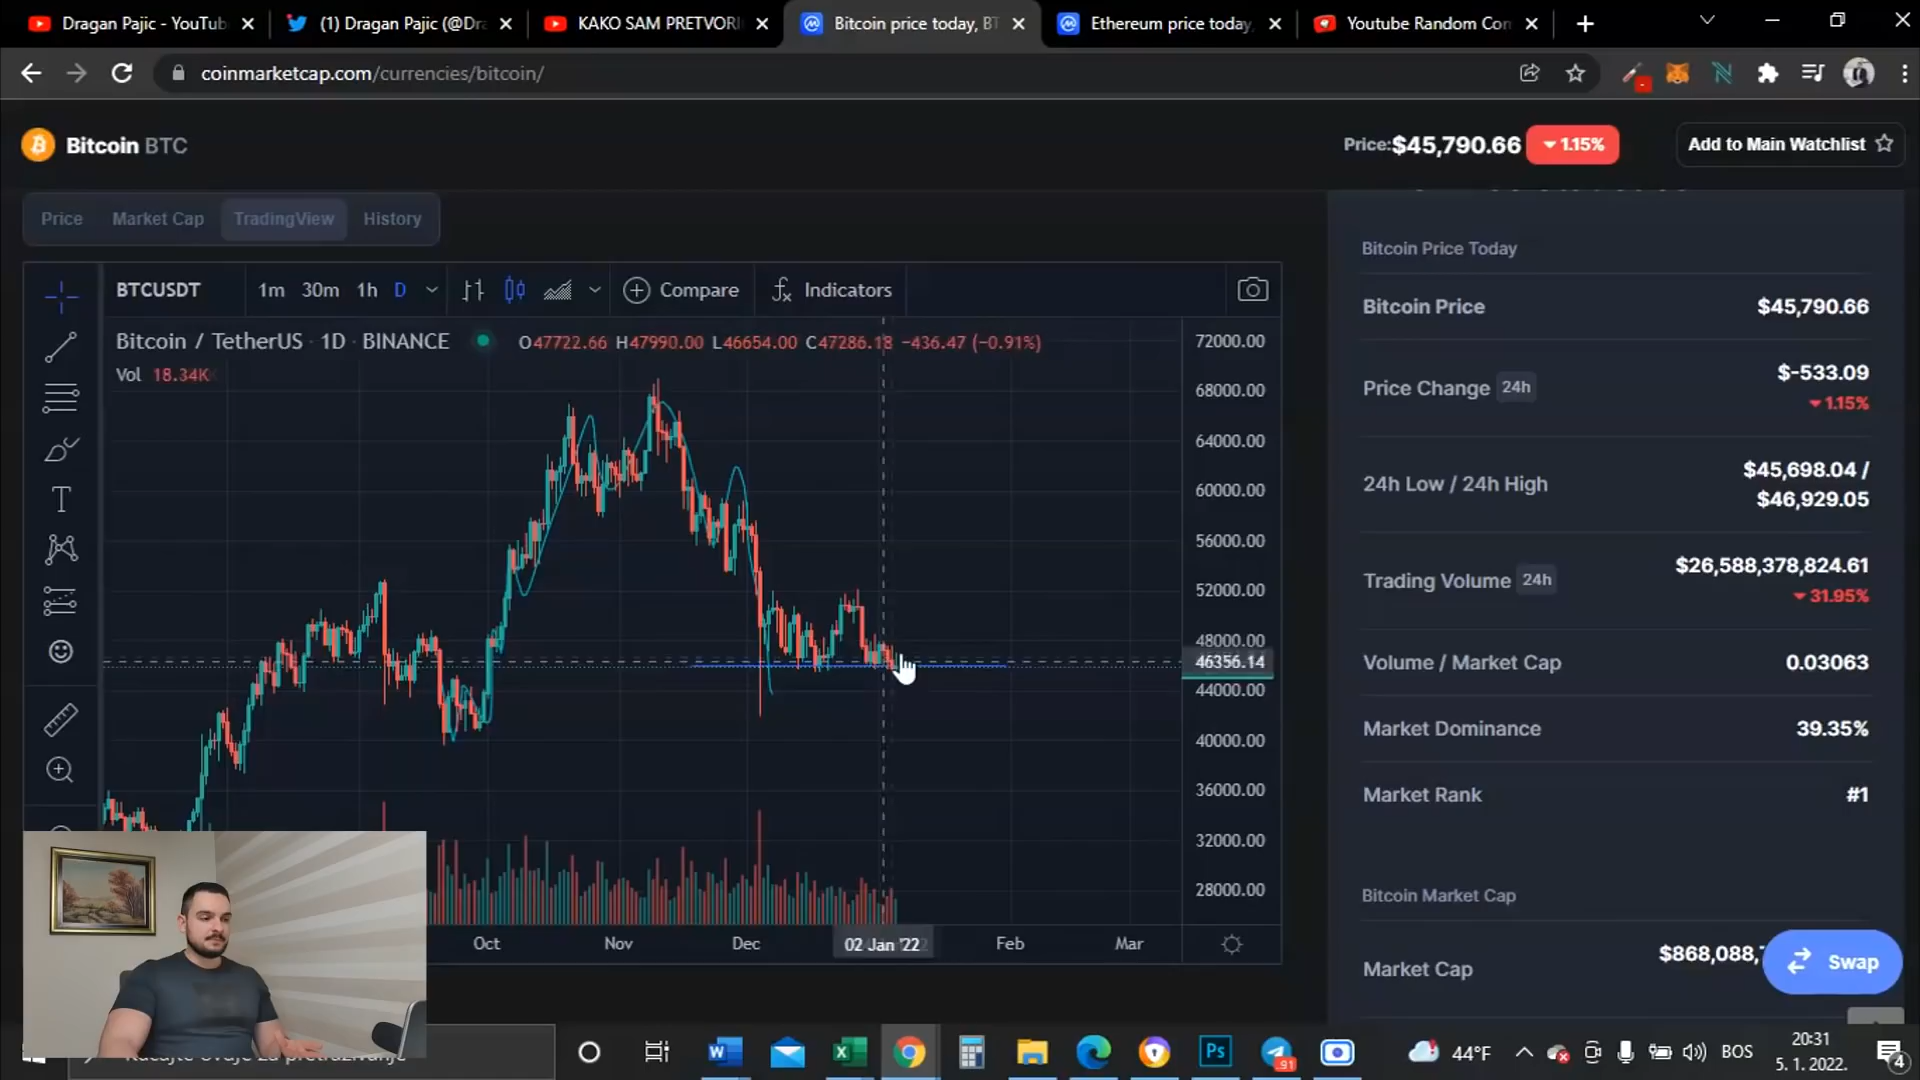 Dragan Pajic - YouTub
(1) Dragan Pajic (@Dra
KAKO SAM PRETVORI
Bitcoin price today, BT
Ethereum price today,
Youtube Random Con
coinmarketcap.com/currencies/bitcoin/
Bitcoin BTC
Price:$45,790.66
1.15%
Add to Main Watchlist
Price
Market Cap
TradingView
History
BTCUSDT
1m
30m
1h
D
Compare
Indicators
Bitcoin / TetherUS · 1D · BINANCE
O47722.66 H47990.00 L46654.00 C47286.18 −436.47 (−0.91%)
Vol 18.34K
72000.00
68000.00
64000.00
60000.00
56000.00
52000.00
48000.00
46356.14
44000.00
40000.00
36000.00
32000.00
28000.00
Oct
Nov
Dec
02 Jan '22
Feb
Mar
Bitcoin Price Today
Bitcoin Price
$45,790.66
Price Change 24h
$-533.09
1.15%
24h Low / 24h High
$45,698.04 /
$46,929.05
Trading Volume 24h
$26,588,378,824.61
31.95%
Volume / Market Cap
0.03063
Market Dominance
39.35%
Market Rank
#1
Bitcoin Market Cap
Market Cap
$868,088,
Swap
Ps
91
44°F
BOS
20:31
5. 1. 2022.
4